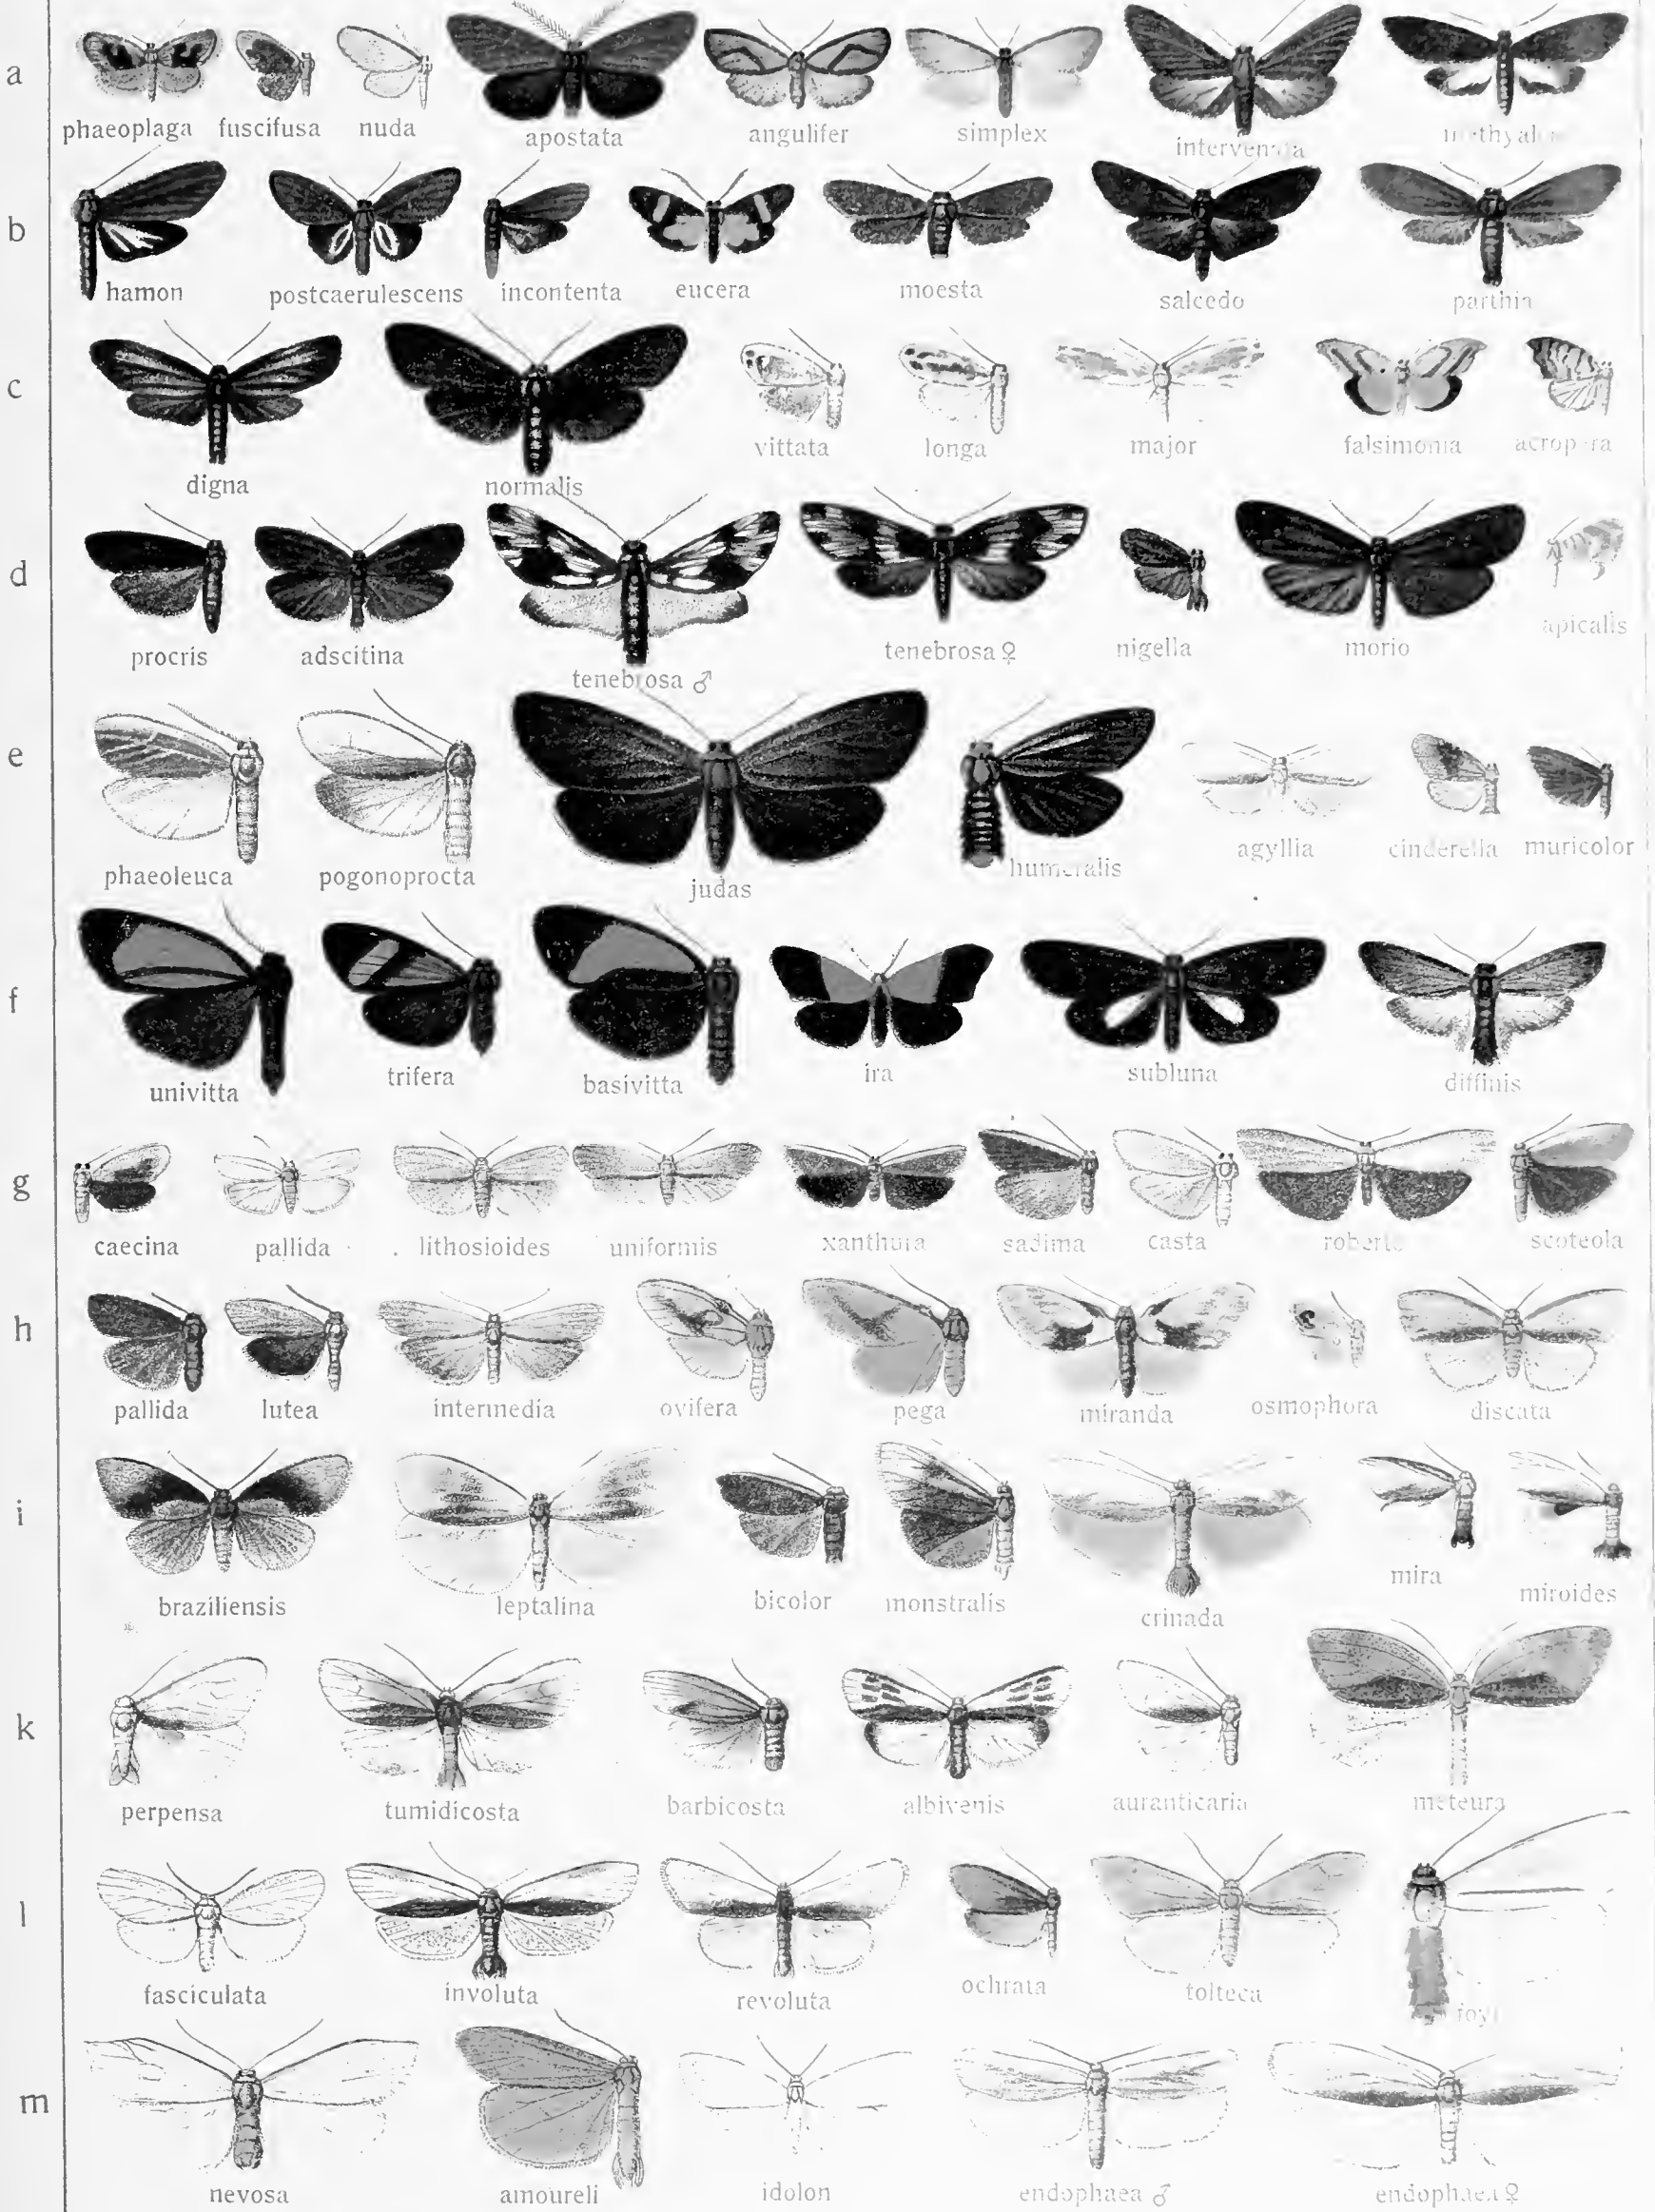 a
phaeoplaga fuscifusa nuda apostata angulifer simplex
b
hamon postcaerulescens incontenta eucera moesta salcedo parthia
c
digna normalis vittata longa major falsimonia
d
procris adscitina tenebrosa ♂ tenebrosa ♀ nigella morio apicalis
e
phaeoleuca pogonoprocta judas humeralis agyllia cinderella muricolor
f
univitta trifera basivitta ira subluna diffinis
g
caecina pallida lithosioides uniformis xanthura sadima casta scoteola
h
pallida lutea intermedia ovifera pega miranda osmophora discata
i
braziliensis leptalina bicolor monstralis crinada mira miroides
k
perpensa tumidicosta barbicosta albivenis auranticaria meteura
l
fasciculata involuta revoluta ochrata tolteca
m
nevosa amoureli idolon endophaea ♂ endophaea ♀